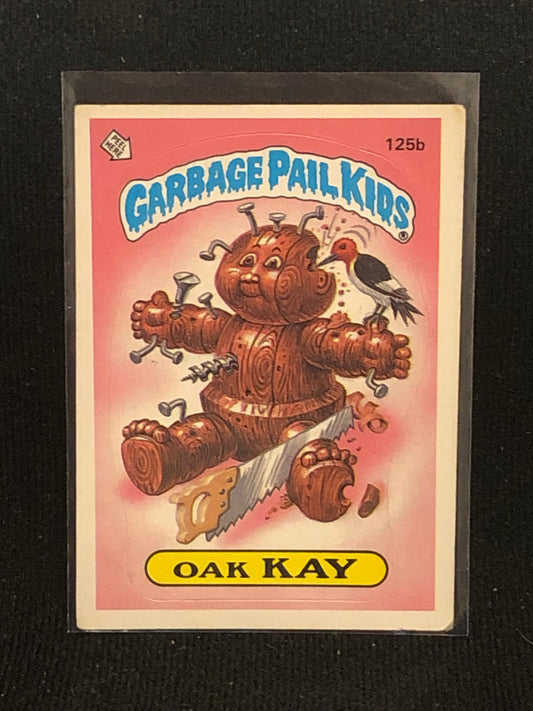 PEEL
HERE
125b
GARBAGE PAIL KIDS®
OAK KAY